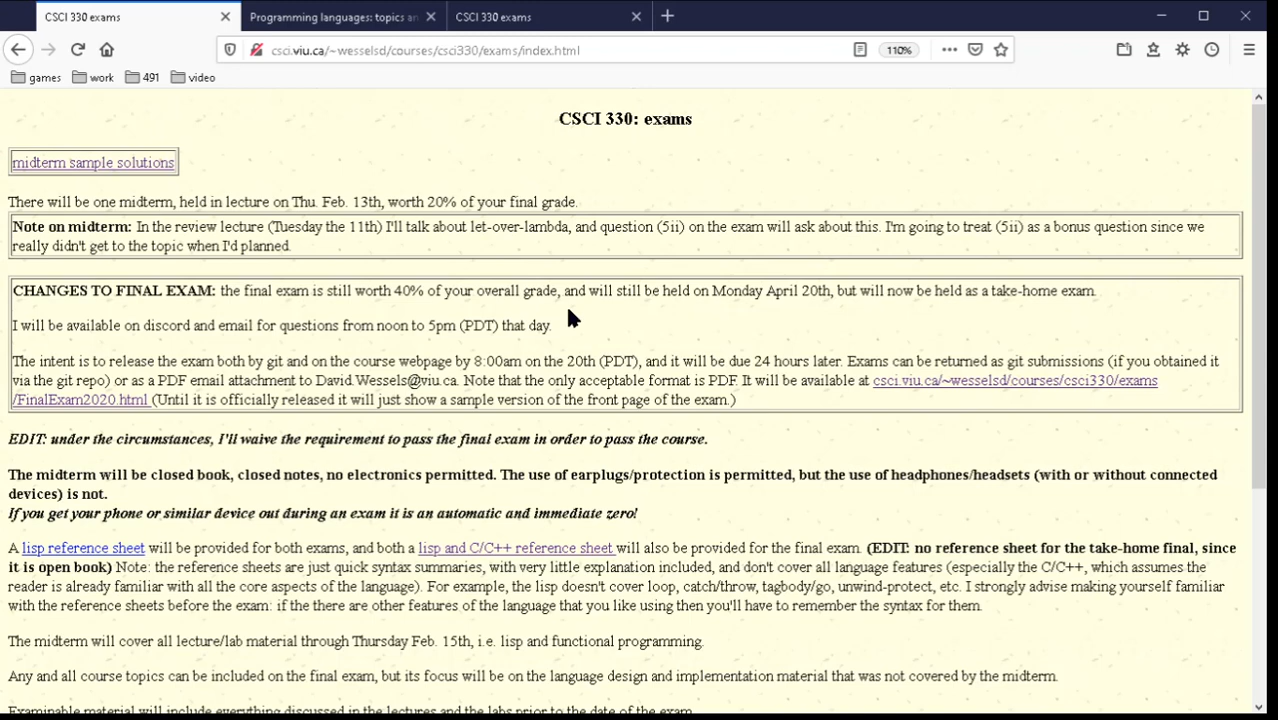 CSCI 330 exams
Programming languages: topics an
CSCI 330 exams
csci.viu.ca/~wesselsd/courses/csci330/exams/index.html
110%
games
work
491
video
CSCI 330: exams
midterm sample solutions
There will be one midterm, held in lecture on Thu. Feb. 13th, worth 20% of your final grade.
Note on midterm: In the review lecture (Tuesday the 11th) I'll talk about let-over-lambda, and question (5ii) on the exam will ask about this. I'm going to treat (5ii) as a bonus question since we
really didn't get to the topic when I'd planned.
CHANGES TO FINAL EXAM: the final exam is still worth 40% of your overall grade, and will still be held on Monday April 20th, but will now be held as a take-home exam.
I will be available on discord and email for questions from noon to 5pm (PDT) that day.
The intent is to release the exam both by git and on the course webpage by 8:00am on the 20th (PDT), and it will be due 24 hours later. Exams can be returned as git submissions (if you obtained it
via the git repo) or as a PDF email attachment to David.Wessels@viu.ca. Note that the only acceptable format is PDF. It will be available at csci.viu.ca/~wesselsd/courses/csci330/exams
/FinalExam2020.html (Until it is officially released it will just show a sample version of the front page of the exam.)
EDIT: under the circumstances, I'll waive the requirement to pass the final exam in order to pass the course.
The midterm will be closed book, closed notes, no electronics permitted. The use of earplugs/protection is permitted, but the use of headphones/headsets (with or without connected
devices) is not.
If you get your phone or similar device out during an exam it is an automatic and immediate zero!
A lisp reference sheet will be provided for both exams, and both a lisp and C/C++ reference sheet will also be provided for the final exam. (EDIT: no reference sheet for the take-home final, since
it is open book) Note: the reference sheets are just quick syntax summaries, with very little explanation included, and don't cover all language features (especially the C/C++, which assumes the
reader is already familiar with all the core aspects of the language). For example, the lisp doesn't cover loop, catch/throw, tagbody/go, unwind-protect, etc. I strongly advise making yourself familiar
with the reference sheets before the exam: if the there are other features of the language that you like using then you'll have to remember the syntax for them.
The midterm will cover all lecture/lab material through Thursday Feb. 15th, i.e. lisp and functional programming.
Any and all course topics can be included on the final exam, but its focus will be on the language design and implementation material that was not covered by the midterm.
Examinable material will include everything discussed in the lectures and the labs prior to the date of the exam.